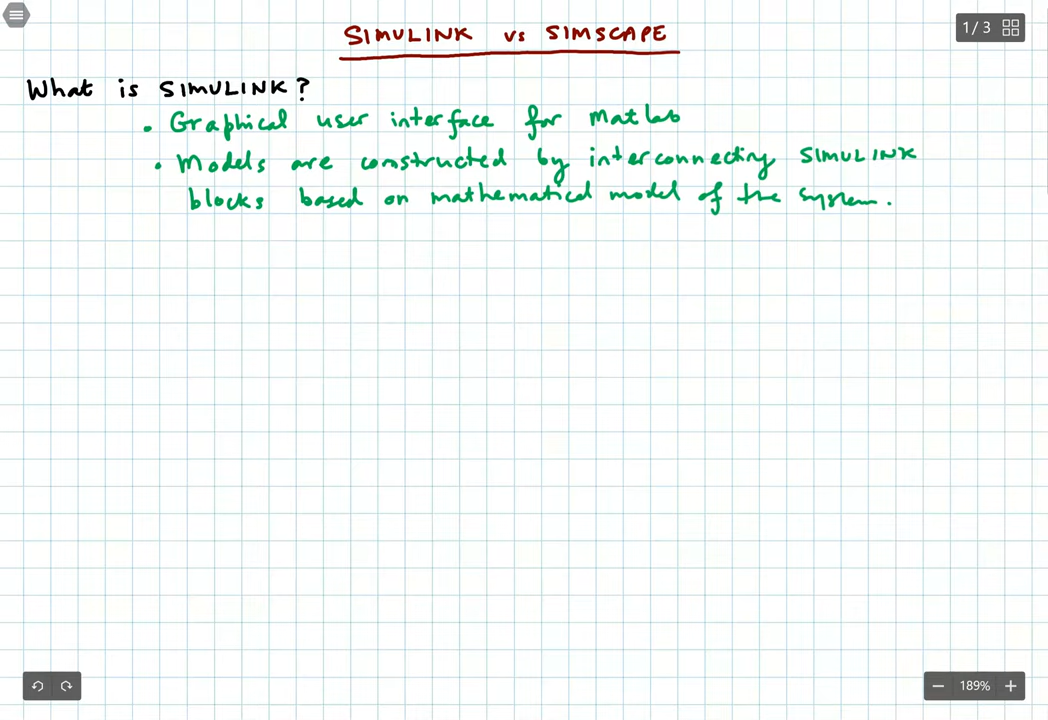 SIMULINK vs SIMSCAPE
1 / 3
What is SIMULINK?
• Graphical user interface for Matlab
• Models are constructed by interconnecting SIMULINK
blocks based on mathematical model of the system.
189%